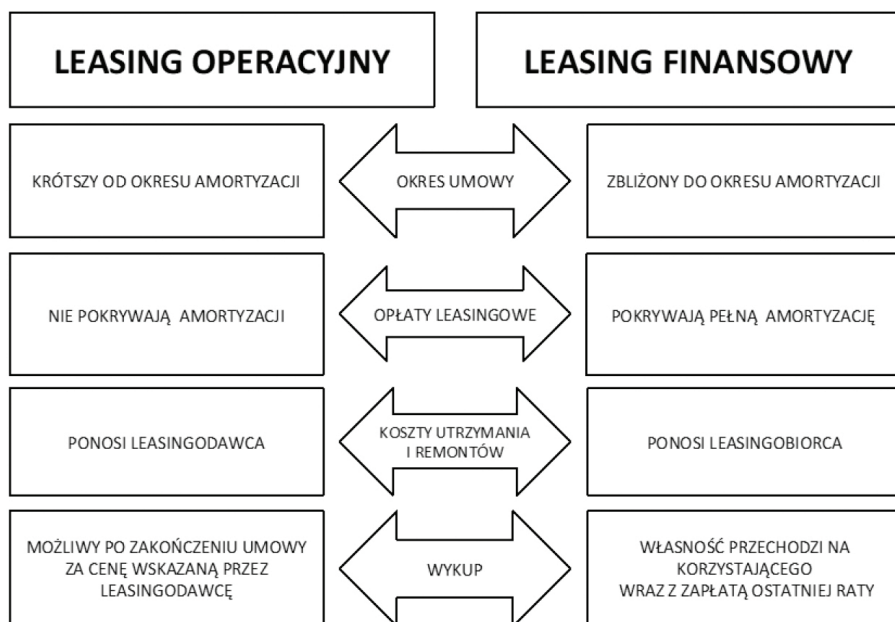 LEASING OPERACYJNY
LEASING FINANSOWY
KRÓTSZY OD OKRESU AMORTYZACJI
OKRES UMOWY
ZBLIŻONY DO OKRESU AMORTYZACJI
NIE POKRYWAJĄ AMORTYZACJI
OPŁATY LEASINGOWE
POKRYWAJĄ PEŁNĄ AMORTYZACJĘ
PONOSI LEASINGODAWCA
KOSZTY UTRZYMANIA
I REMONTÓW
PONOSI LEASINGOBIORCA
MOŻLIWY PO ZAKOŃCZENIU UMOWY
ZA CENĘ WSKAZANĄ PRZEZ
LEASINGODAWCĘ
WYKUP
WŁASNOŚĆ PRZECHODZI NA
KORZYSTAJĄCEGO
WRAZ Z ZAPŁATĄ OSTATNIEJ RATY